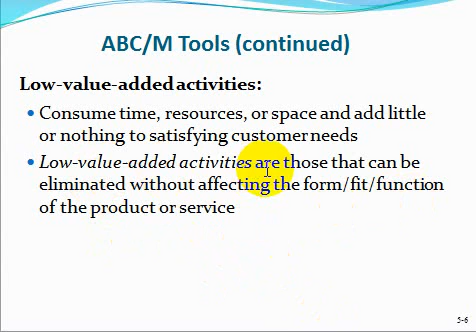 ABC/M Tools (continued)
Low-value-added activities:
• Consume time, resources, or space and add little
or nothing to satisfying customer needs
• Low-value-added activities are those that can be
eliminated without affecting the form/fit/function
of the product or service
5-6